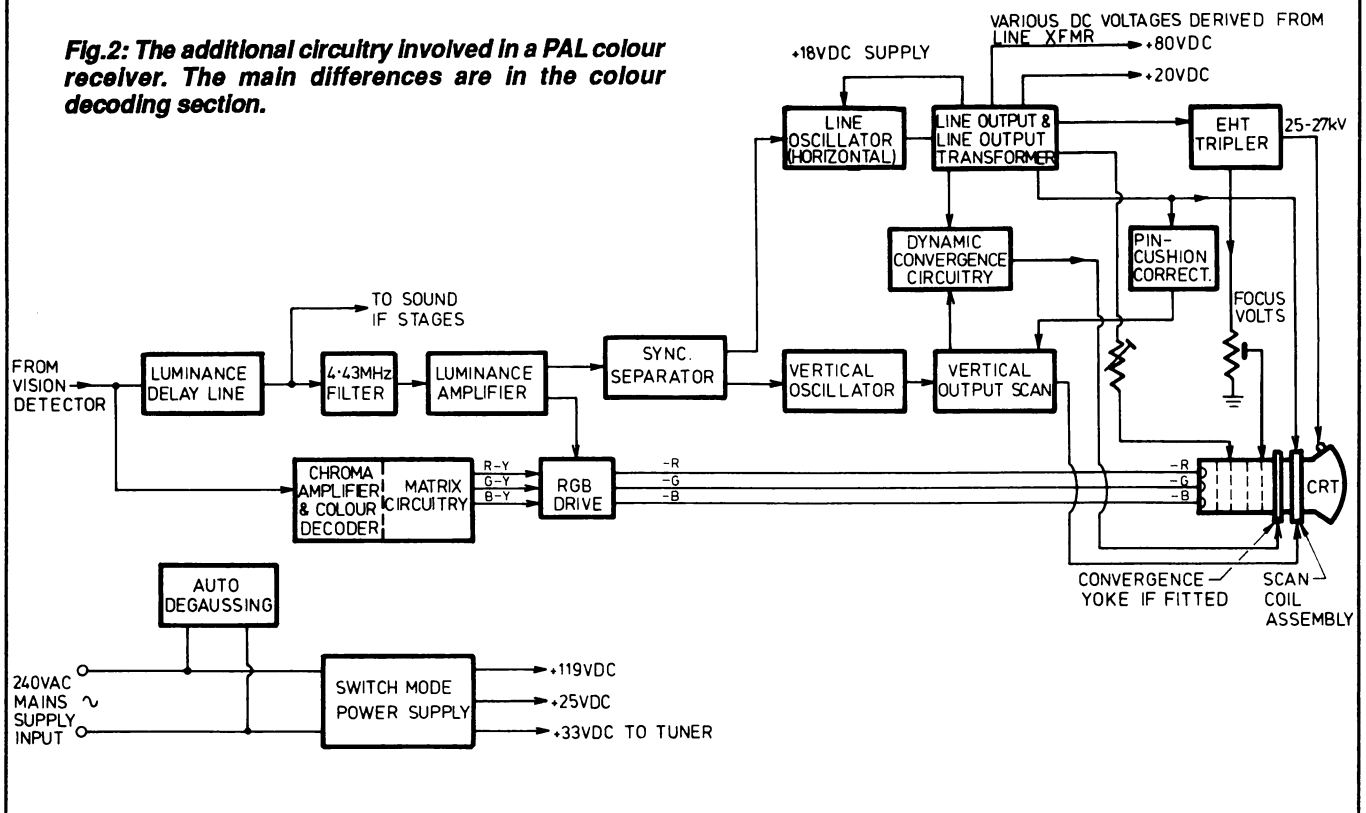 Fig.2: The additional circuitry involved in a PAL colour
receiver. The main differences are in the colour
decoding section.
VARIOUS DC VOLTAGES DERIVED FROM
LINE XFMR
+80VDC
+18VDC SUPPLY
+20VDC
LINE
OSCILLATOR
(HORIZONTAL)
LINE OUTPUT &
LINE OUTPUT
TRANSFORMER
EHT
TRIPLER
25-27kV
DYNAMIC
CONVERGENCE
CIRCUITRY
PIN-
CUSHION
CORRECT.
FOCUS
VOLTS
TO SOUND
IF STAGES
FROM
VISION
DETECTOR
LUMINANCE
DELAY LINE
4·43MHz
FILTER
LUMINANCE
AMPLIFIER
SYNC.
SEPARATOR
VERTICAL
OSCILLATOR
VERTICAL
OUTPUT SCAN
CHROMA
AMPLIFIER
& COLOUR
DECODER
MATRIX
CIRCUITRY
R-Y
G-Y
B-Y
RGB
DRIVE
-R
-G
-B
-R
-G
-B
CRT
CONVERGENCE
YOKE IF FITTED
SCAN
COIL
ASSEMBLY
AUTO
DEGAUSSING
240VAC
MAINS ~
SUPPLY
INPUT
SWITCH MODE
POWER SUPPLY
+119VDC
+25VDC
+33VDC TO TUNER